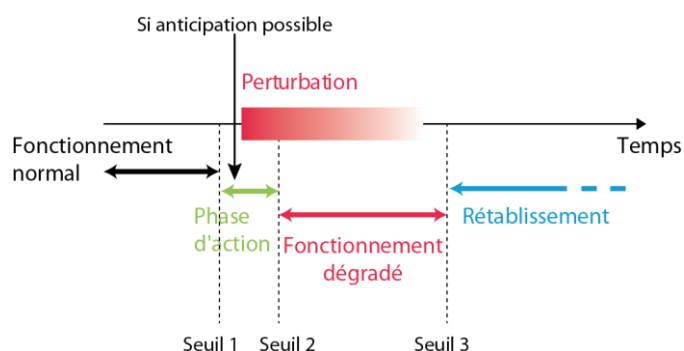 Si anticipation possible
Perturbation
Temps
Fonctionnement
normal
Phase
d'action
Fonctionnement
dégradé
Rétablissement
Seuil 1
Seuil 2
Seuil 3